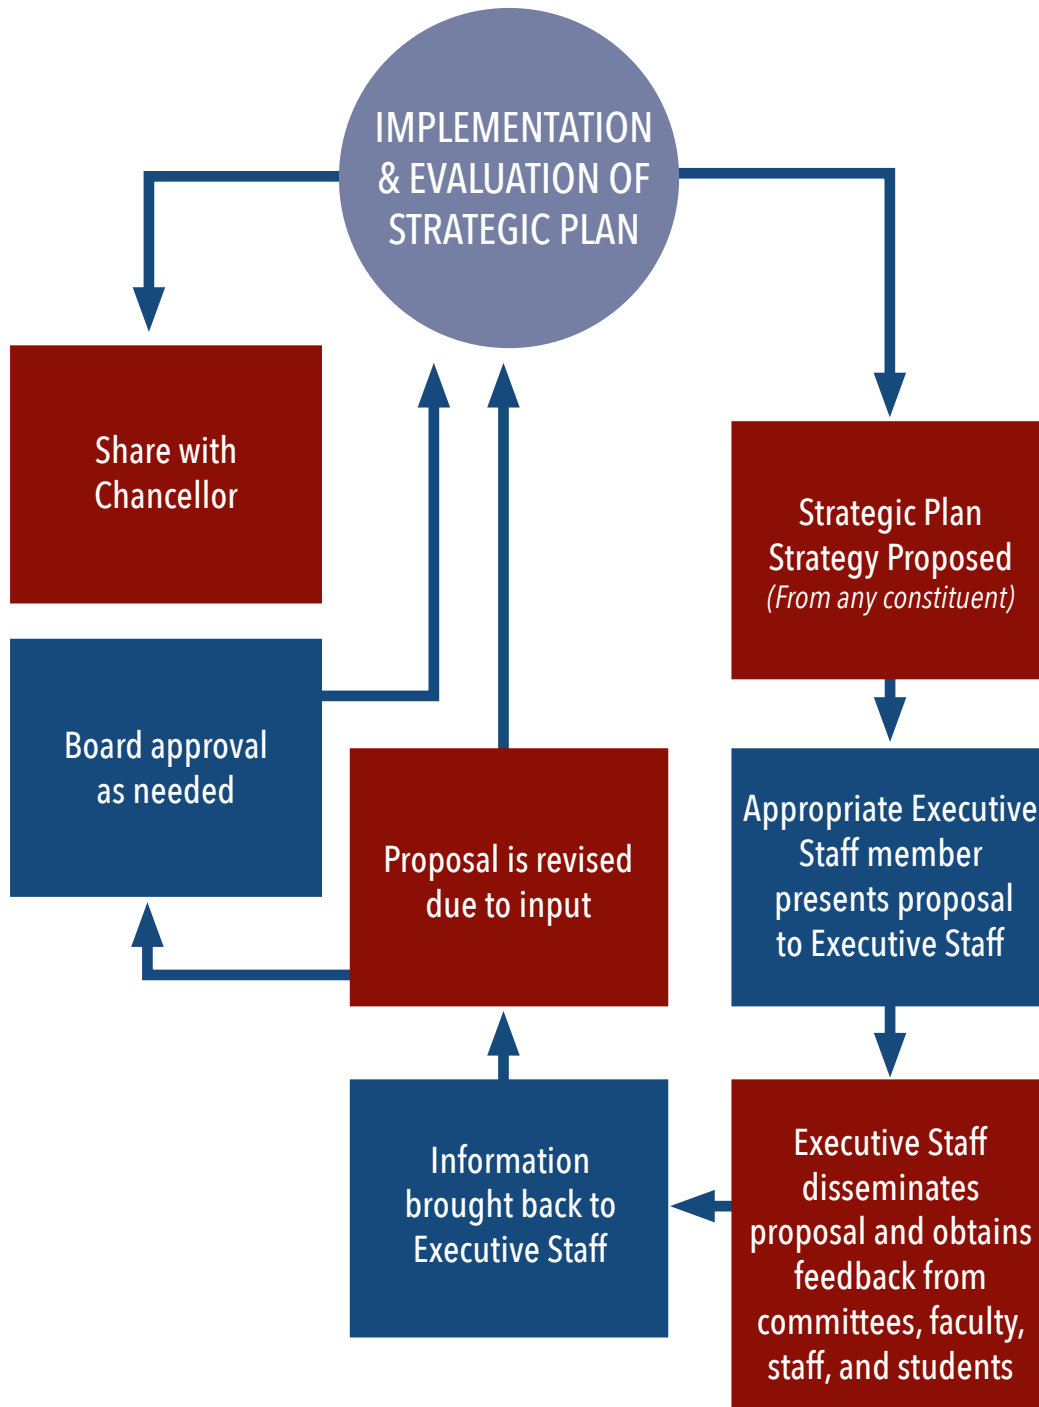 IMPLEMENTATION
& EVALUATION OF
STRATEGIC PLAN
Share with
Chancellor
Strategic Plan
Strategy Proposed
(From any constituent)
Board approval
as needed
Appropriate Executive
Staff member
presents proposal
to Executive Staff
Proposal is revised
due to input
Information
brought back to
Executive Staff
Executive Staff
disseminates
proposal and obtains
feedback from
committees, faculty,
staff, and students